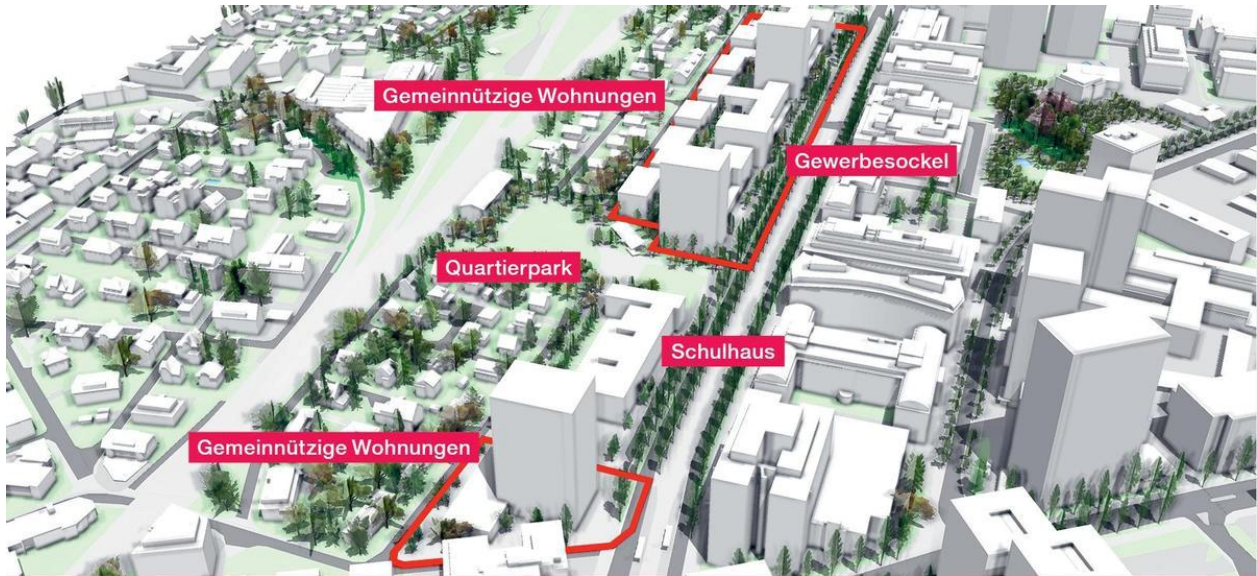 Gemeinnützige Wohnungen
Gewerbesockel
Quartierpark
Schulhaus
Gemeinnützige Wohnungen